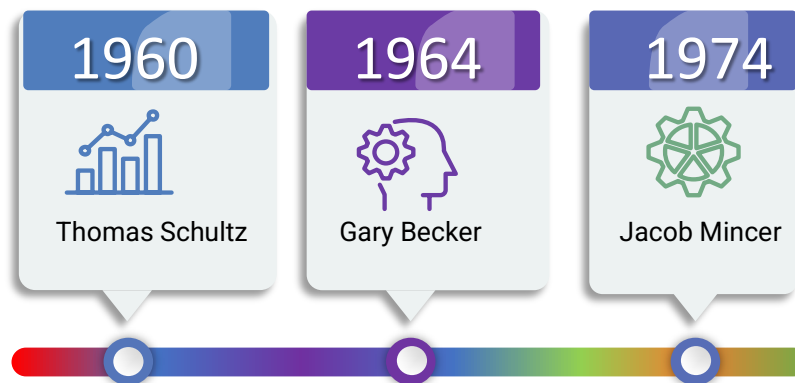 1960
Thomas Schultz
1964
Gary Becker
1974
Jacob Mincer